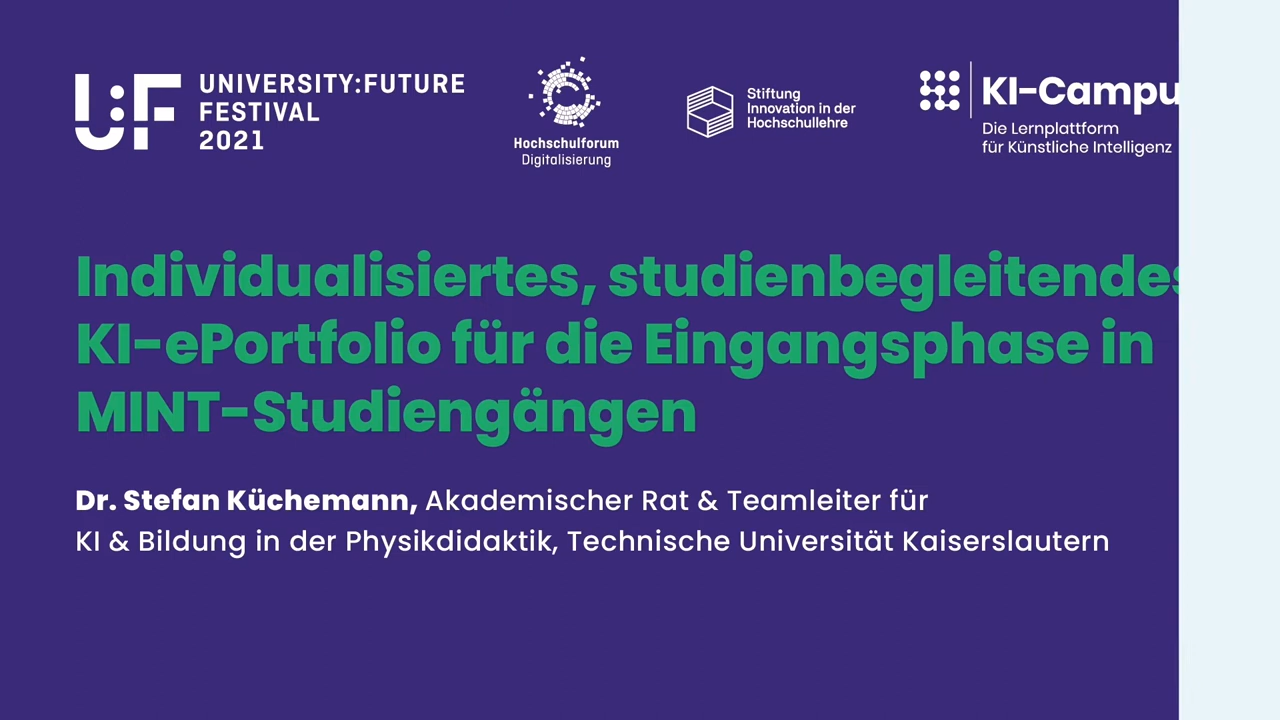 U:F
UNIVERSITY:FUTURE
FESTIVAL
2021
Hochschulforum
Digitalisierung
Stiftung
Innovation in der
Hochschullehre
KI-Campu
Die Lernplattform
für Künstliche Intelligenz
Individualisiertes, studienbegleitendes
KI-ePortfolio für die Eingangsphase in
MINT-Studiengängen
Dr. Stefan Küchemann, Akademischer Rat & Teamleiter für
KI & Bildung in der Physikdidaktik, Technische Universität Kaiserslautern